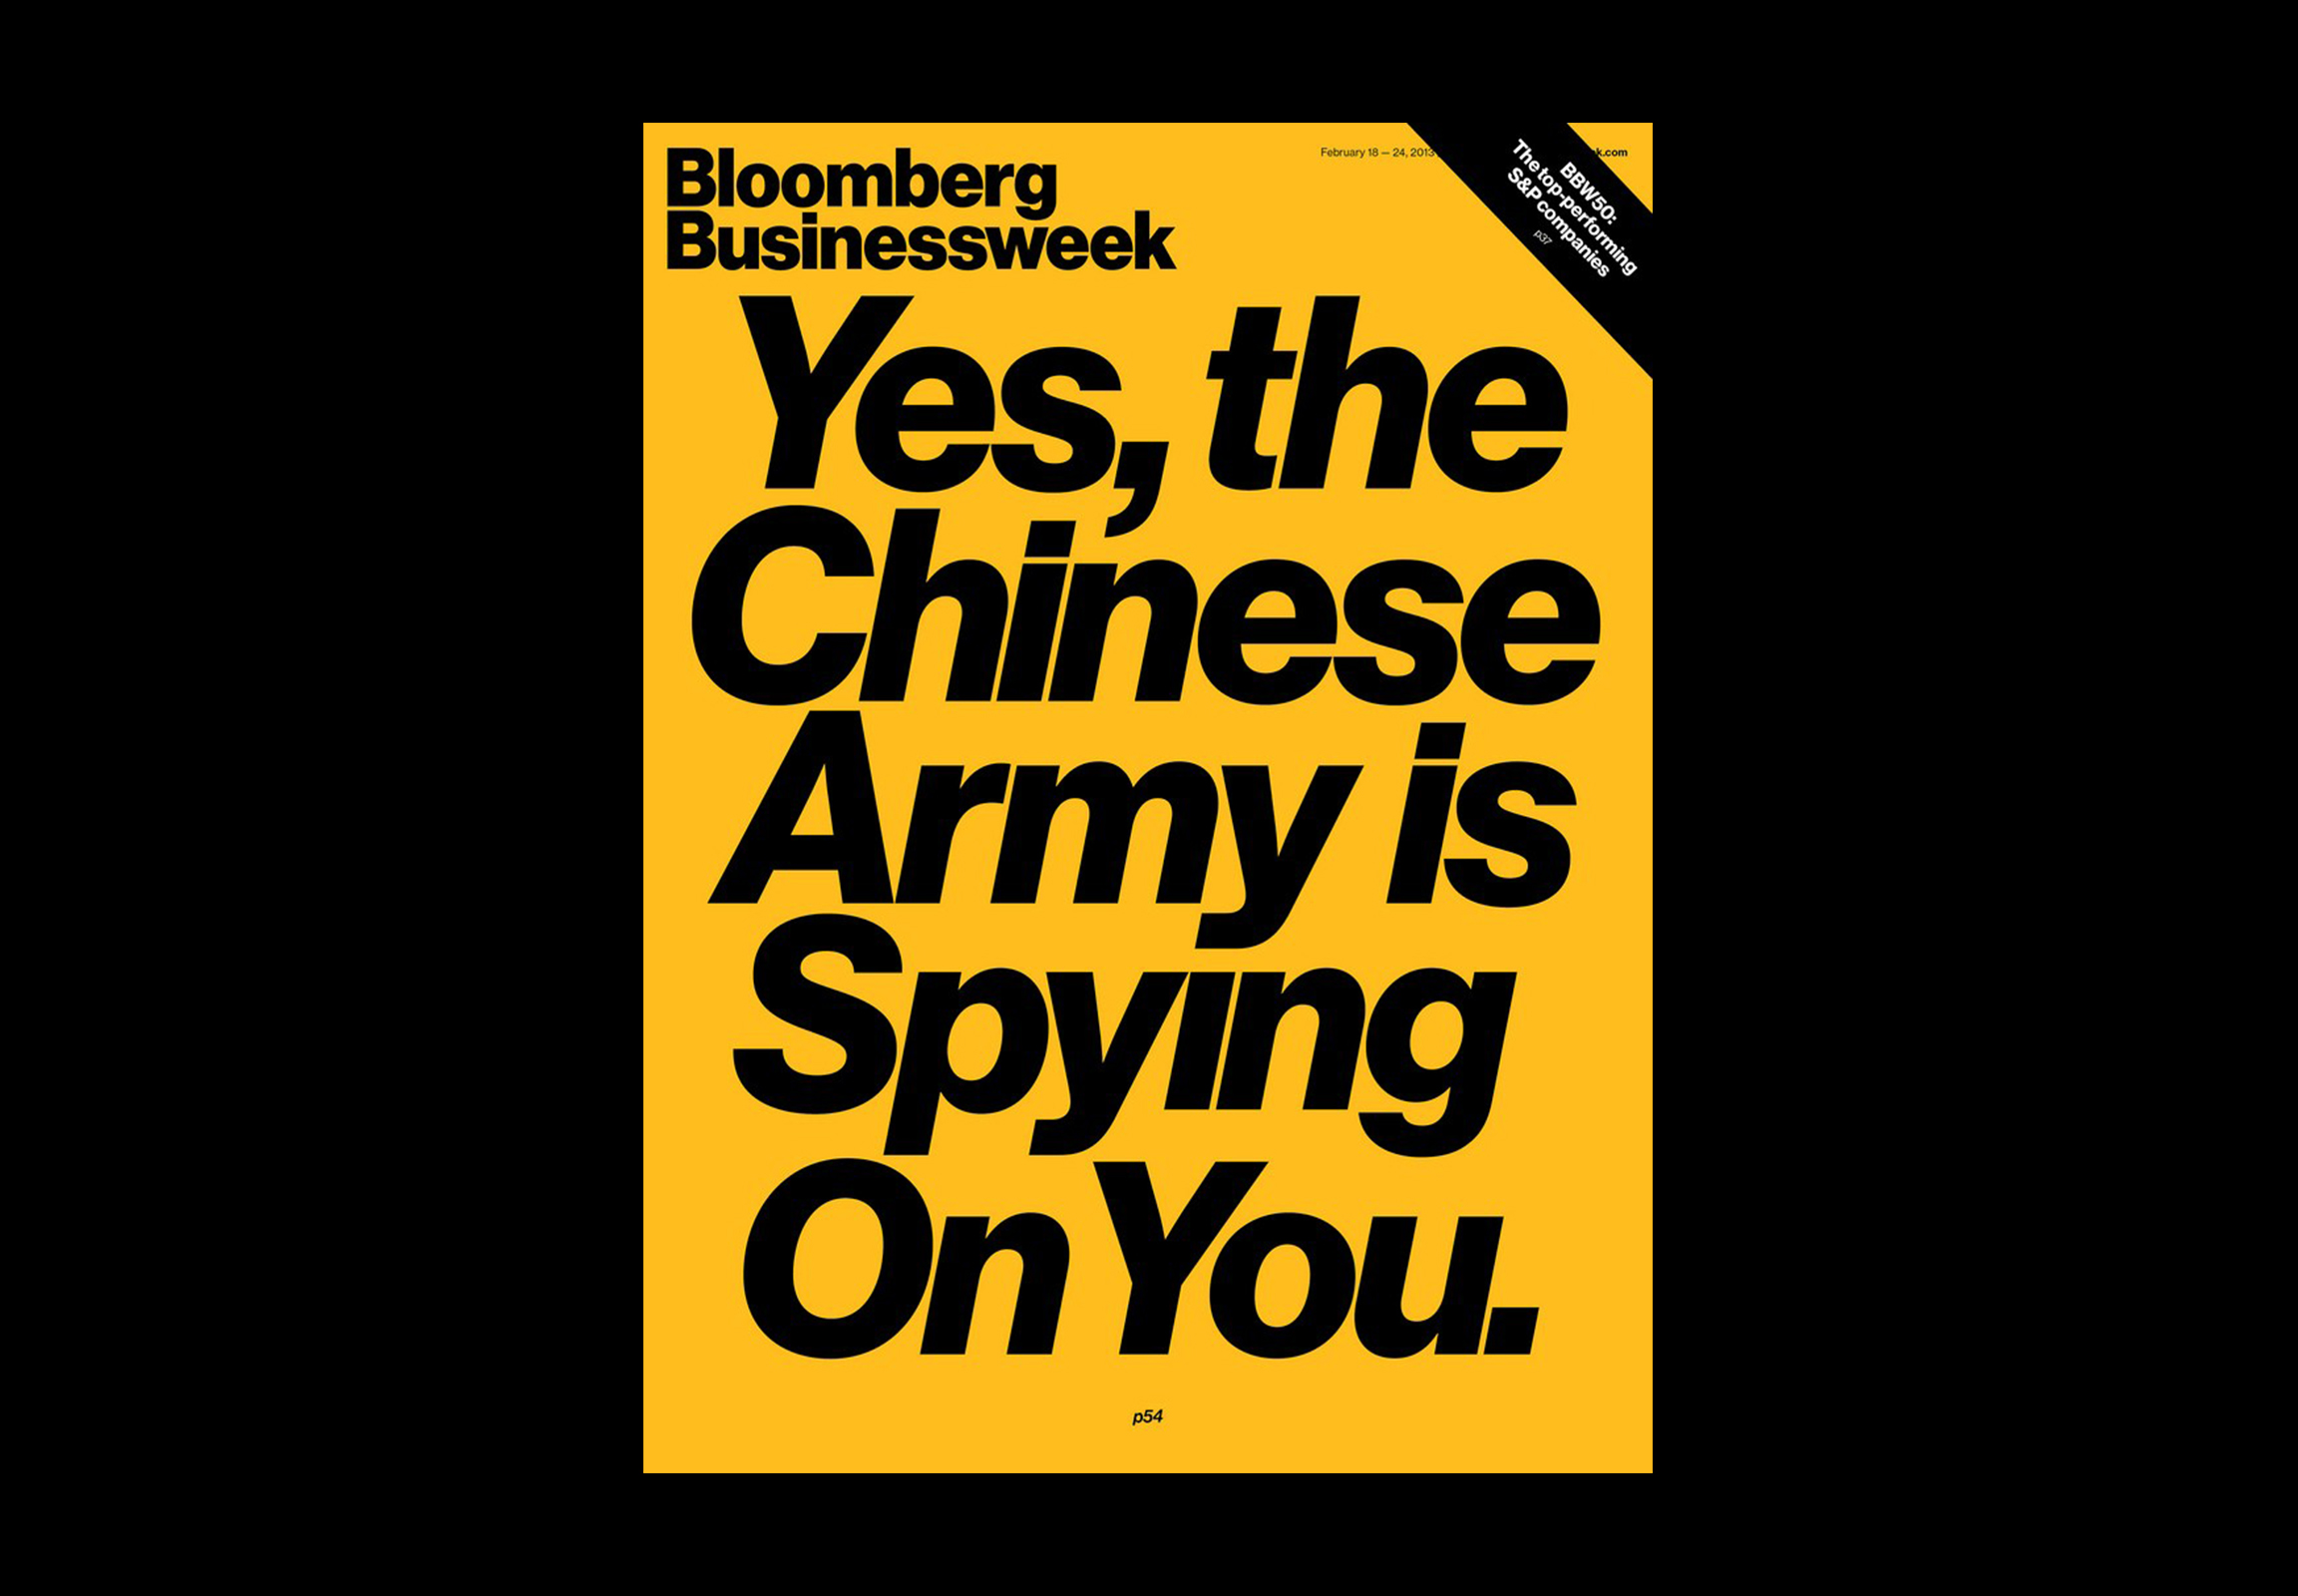 Bloomberg
Businessweek
February 18 — 24, 2013
k.com
BBW50:
The top-performing
S&P companies
p37
Yes, the
Chinese
Army is
Spying
On You.
p54